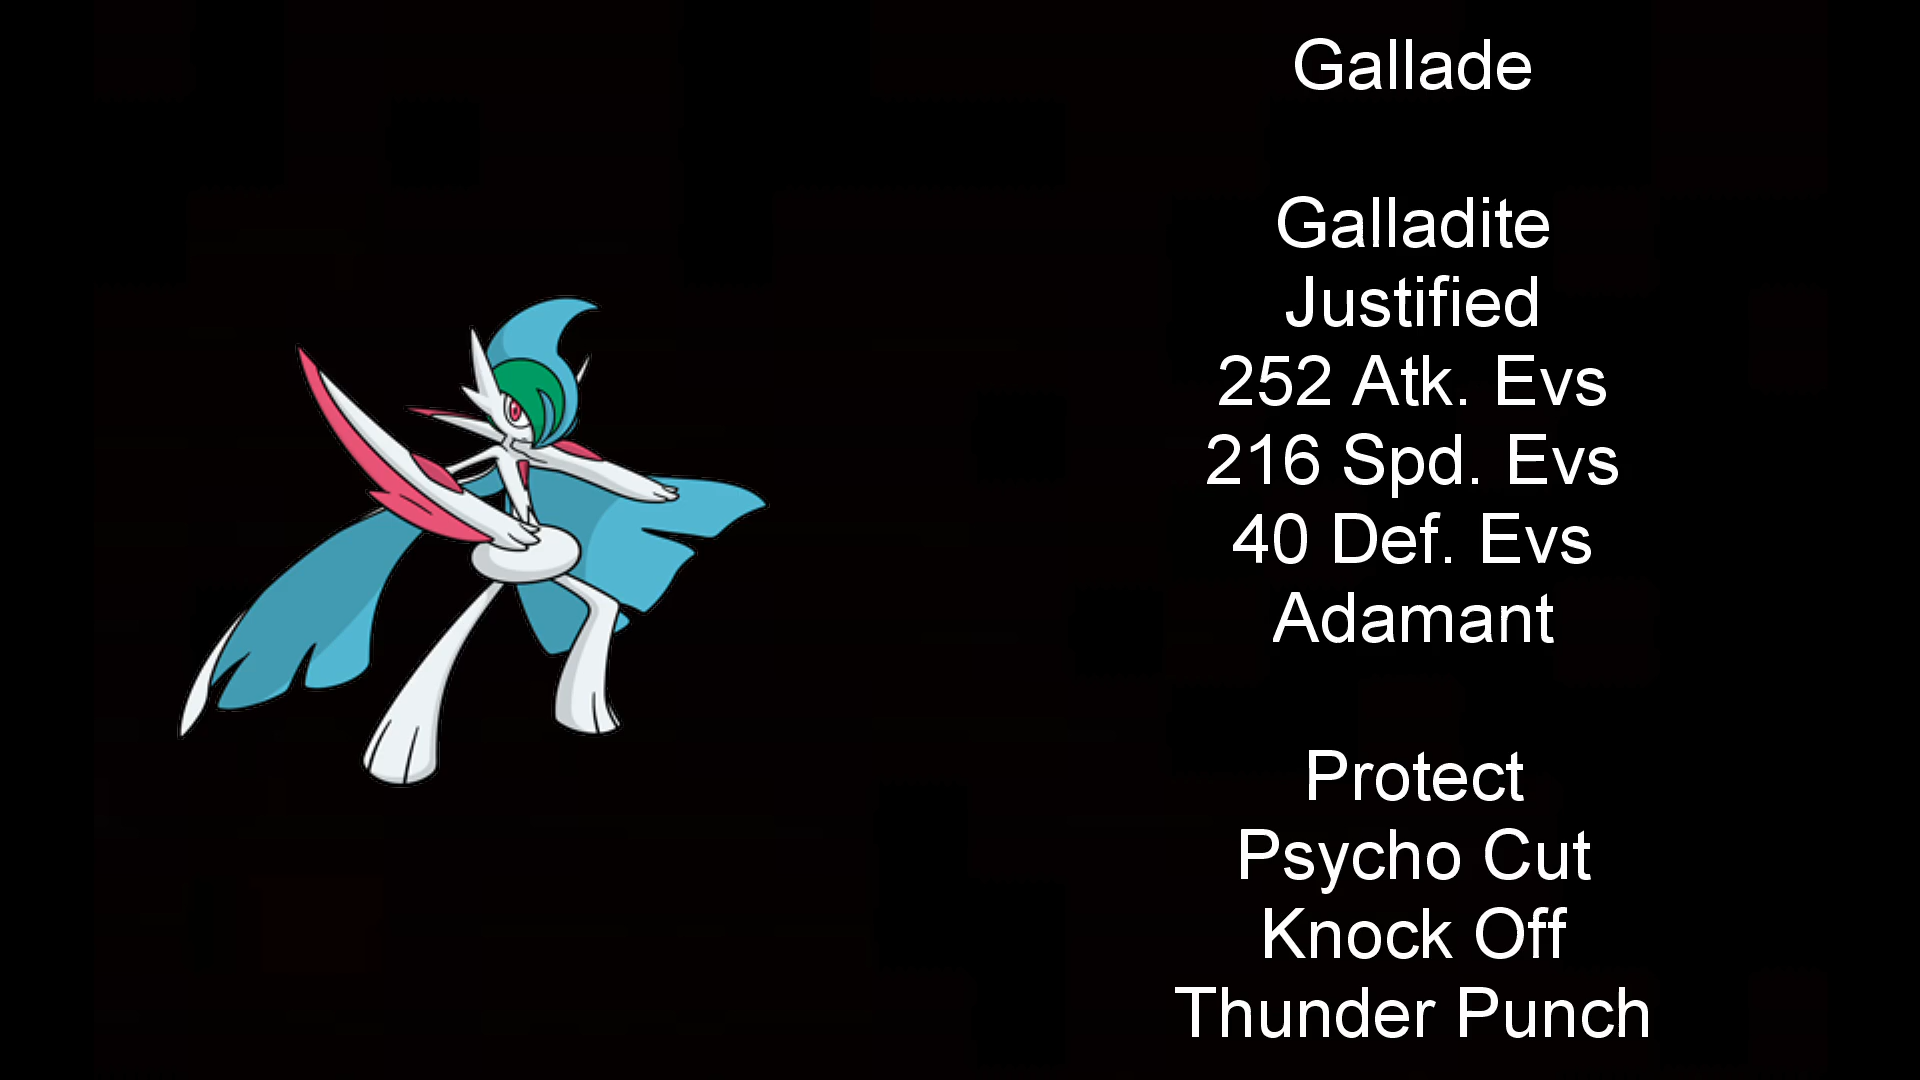 Gallade
Galladite
Justified
252 Atk. Evs
216 Spd. Evs
40 Def. Evs
Adamant
Protect
Psycho Cut
Knock Off
Thunder Punch